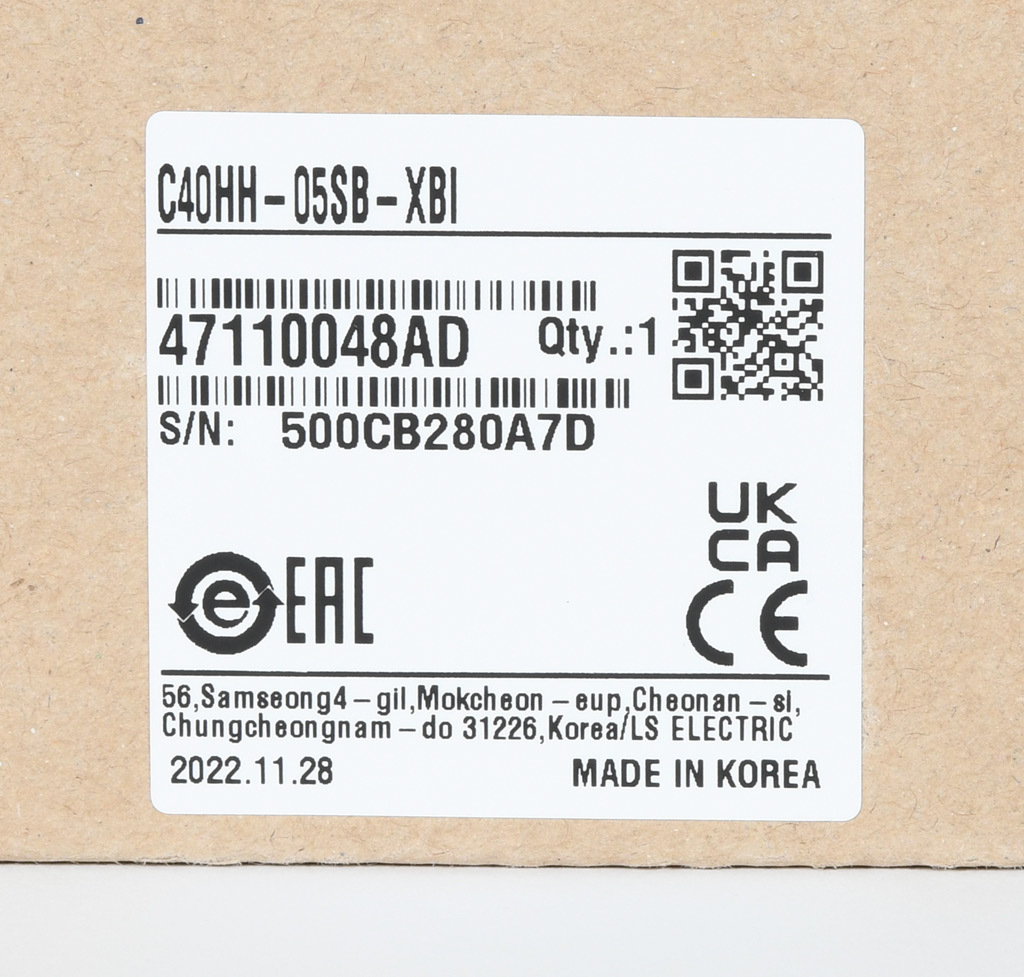 C40HH-05SB-XBI
47110048AD Qty.:1
S/N: 500CB280A7D
UK
CA
e EAC CE
56,Samseong4-gil,Mokcheon-eup,Cheonan-si,
Chungcheongnam-do 31226,Korea/LS ELECTRIC
2022.11.28 MADE IN KOREA